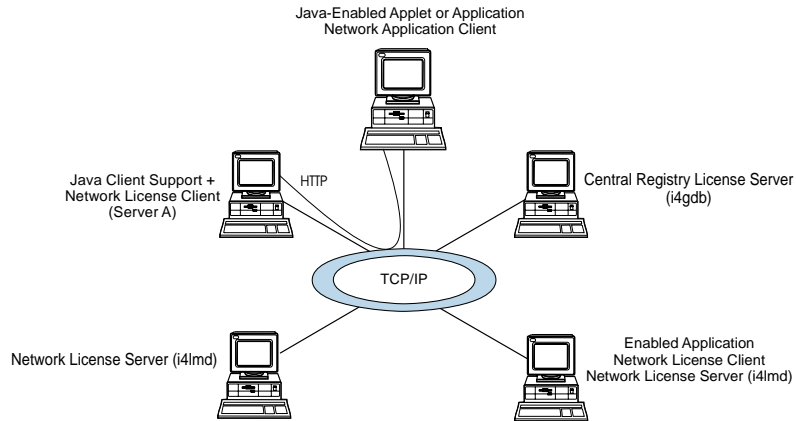 Java-Enabled Applet or Application
Network Application Client
Java Client Support +
Network License Client
(Server A)
HTTP
Central Registry License Server
(i4gdb)
TCP/IP
Network License Server (i4lmd)
Enabled Application
Network License Client
Network License Server (i4lmd)